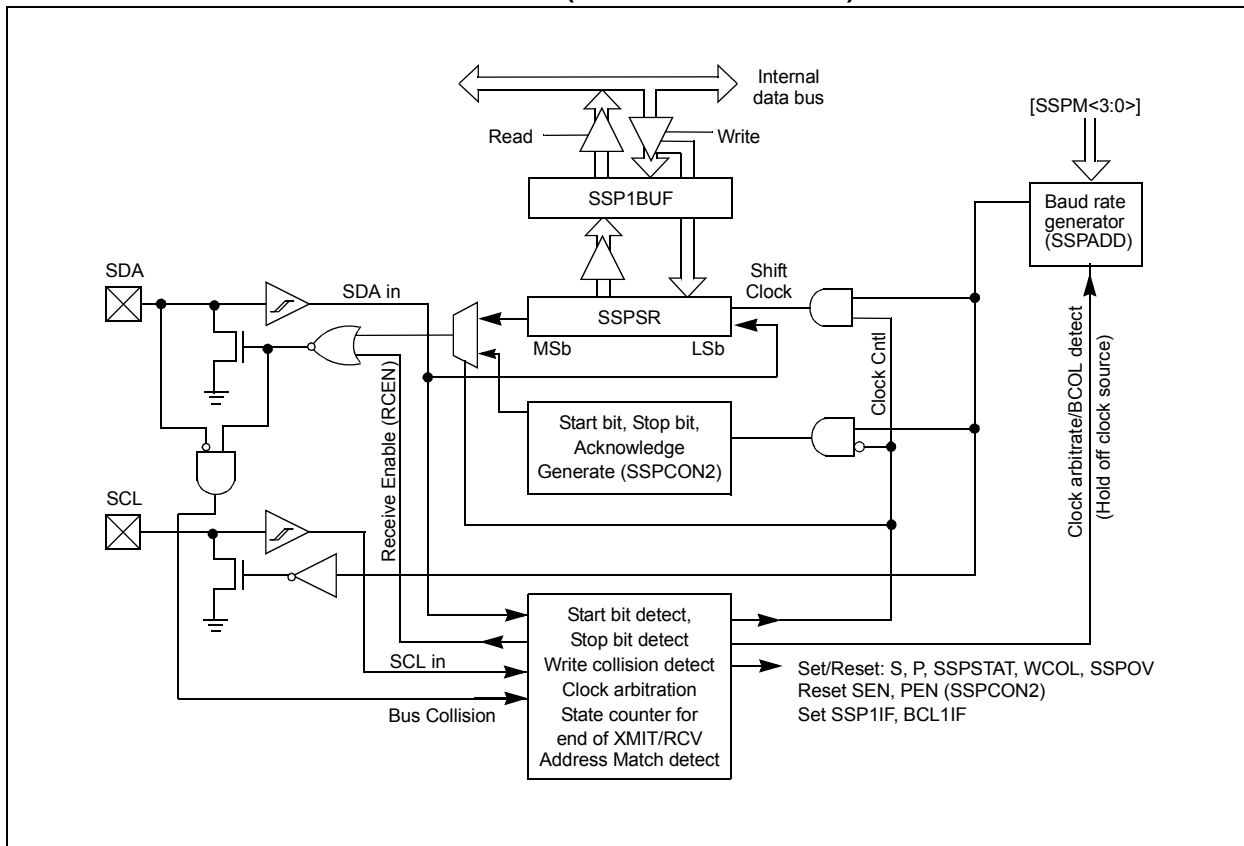 Internal
data bus
[SSPM<3:0>]
Read
Write
SSP1BUF
Baud rate
generator
(SSPADD)
SDA
SDA in
Shift
Clock
SSPSR
MSb
LSb
Clock Cntl
Receive Enable (RCEN)
Start bit, Stop bit,
Acknowledge
Generate (SSPCON2)
Clock arbitrate/BCOL detect
(Hold off clock source)
SCL
SCL in
Bus Collision
Start bit detect,
Stop bit detect
Write collision detect
Clock arbitration
State counter for
end of XMIT/RCV
Address Match detect
Set/Reset: S, P, SSPSTAT, WCOL, SSPOV
Reset SEN, PEN (SSPCON2)
Set SSP1IF, BCL1IF